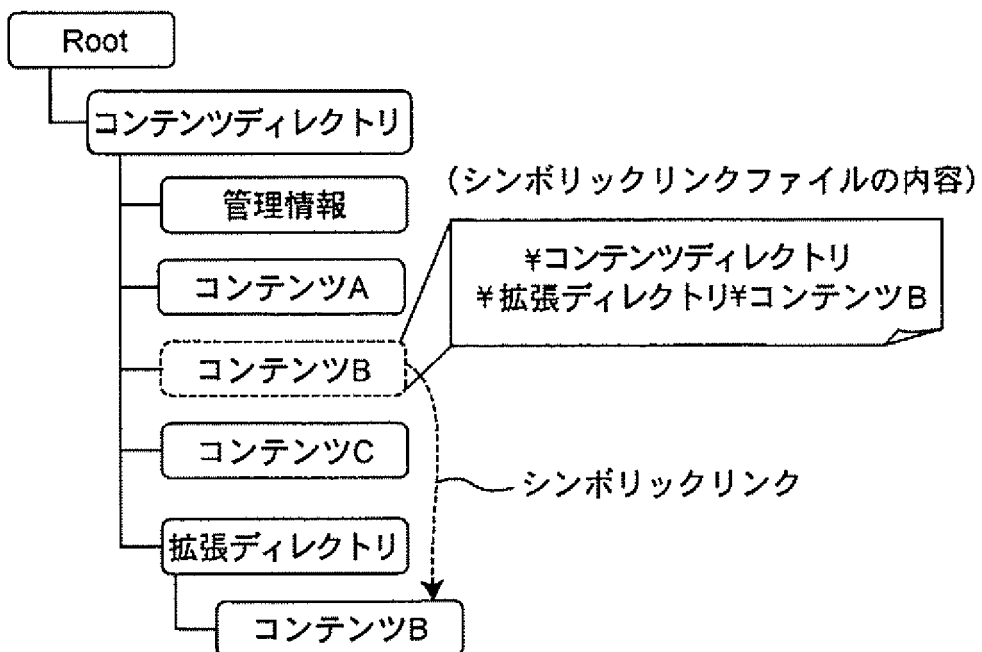 Root
コンテンツディレクトリ
管理情報
(シンボリックリンクファイルの内容)
¥コンテンツディレクトリ
¥拡張ディレクトリ¥コンテンツB
コンテンツA
コンテンツB
コンテンツC
シンボリックリンク
拡張ディレクトリ
コンテンツB